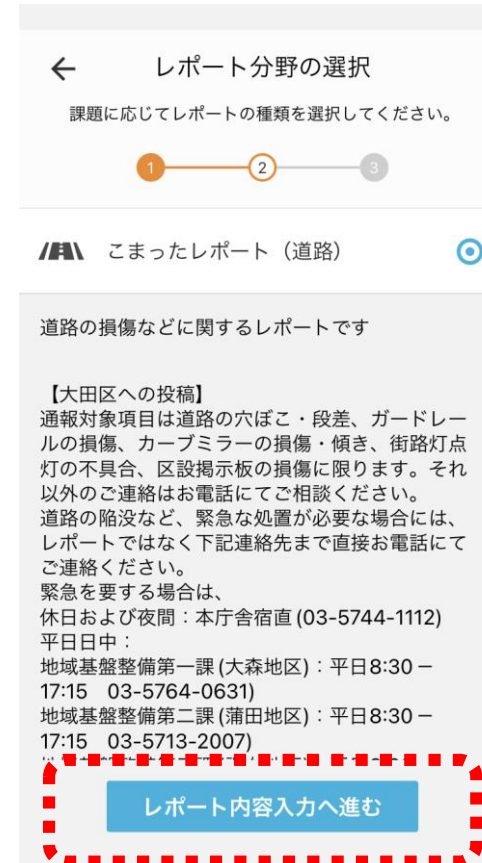 レポート分野の選択
課題に応じてレポートの種類を選択してください。
1
2
3
こまったレポート（道路）
道路の損傷などに関するレポートです
【大田区への投稿】
通報対象項目は道路の穴ぼこ・段差、ガードレー
ルの損傷、カーブミラーの損傷・傾き、街路灯点
灯の不具合、区設掲示板の損傷に限ります。それ
以外のご連絡はお電話にてご相談ください。
道路の陥没など、緊急な処置が必要な場合には、
レポートではなく下記連絡先まで直接お電話にて
ご連絡ください。
緊急を要する場合は、
休日および夜間：本庁舎宿直(03-5744-1112)
平日日中：
地域基盤整備第一課(大森地区)：平日8:30－
17:15　03-5764-0631)
地域基盤整備第二課(蒲田地区)：平日8:30－
17:15　03-5713-2007)
レポート内容入力へ進む